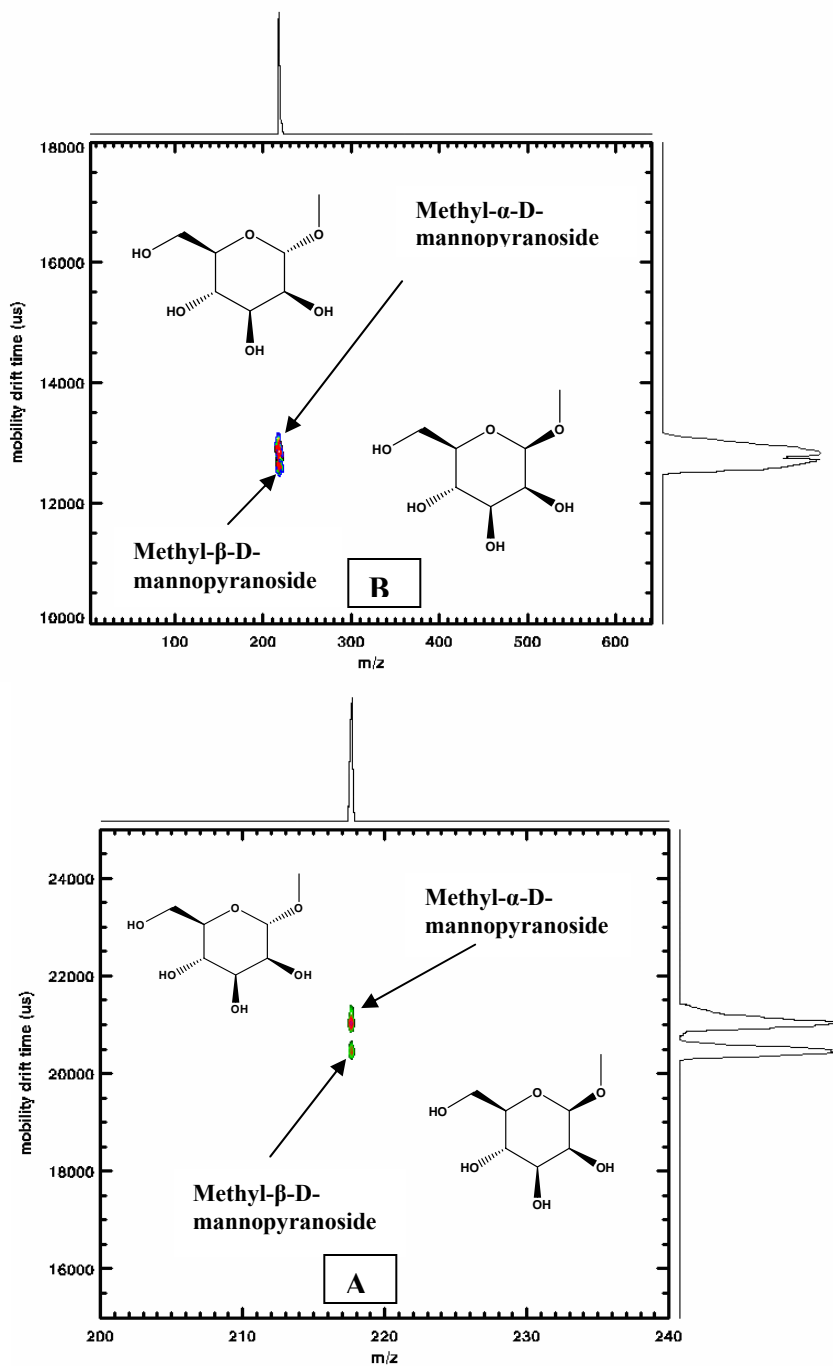 18000
16000
14000
12000
10000
mobility drift time (us)
Methyl-α-D-
mannopyranoside
HO
O
O
HO
OH
OH
HO
O
O
HO
OH
OH
Methyl-β-D-
mannopyranoside
B
100 200 300 400 500 600
m/z
24000
22000
20000
18000
16000
mobility drift time (us)
Methyl-α-D-
mannopyranoside
HO
O
O
HO
OH
OH
HO
O
O
HO
OH
OH
Methyl-β-D-
mannopyranoside
A
200 210 220 230 240
m/z